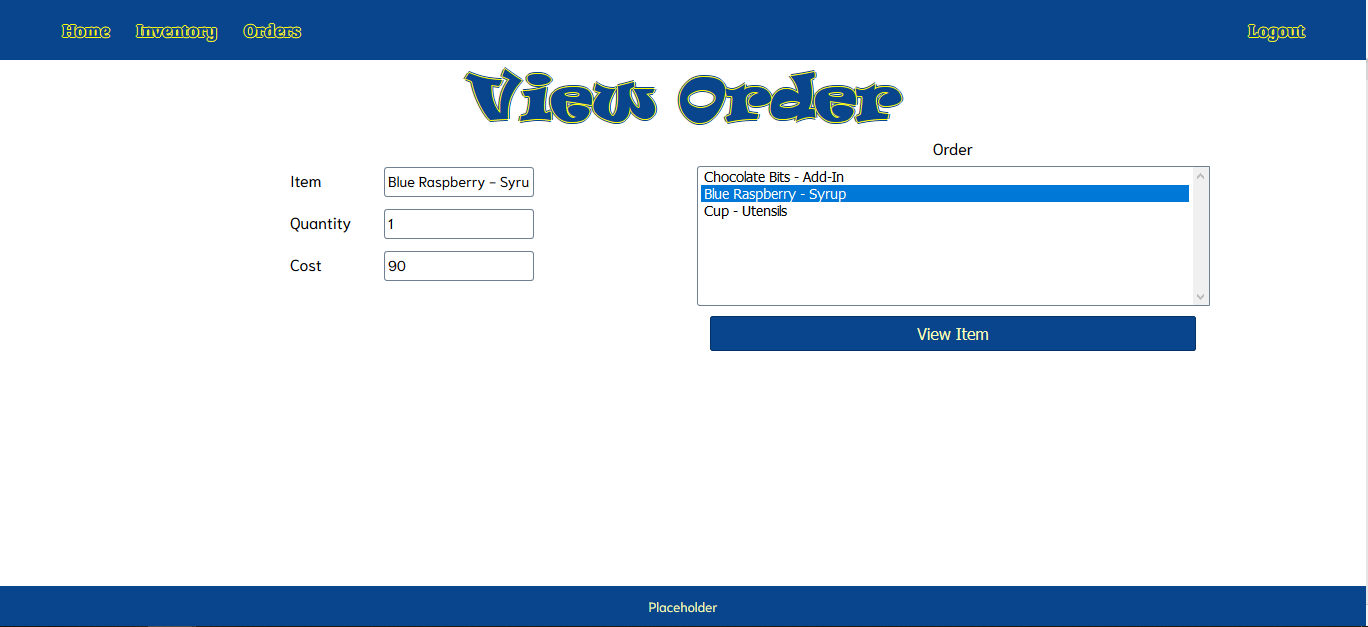 Home Inventory Orders Logout
View Order
Order
Item Blue Raspberry - Syru
Quantity 1
Cost 90
Chocolate Bits - Add-In
Blue Raspberry - Syrup
Cup - Utensils
View Item
Placeholder